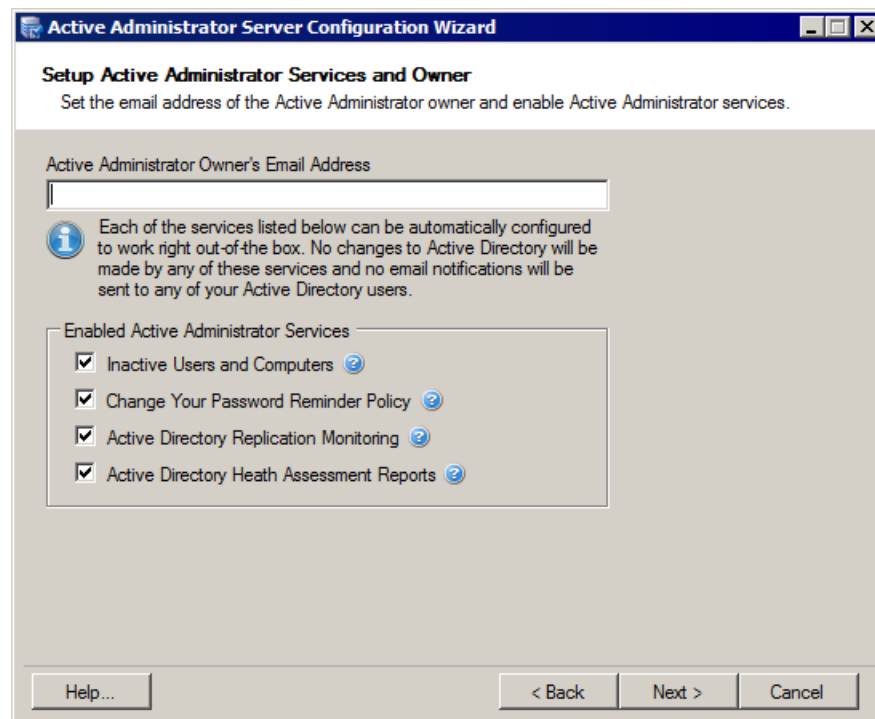 Active Administrator Server Configuration Wizard
Setup Active Administrator Services and Owner
Set the email address of the Active Administrator owner and enable Active Administrator services.
Active Administrator Owner's Email Address
Each of the services listed below can be automatically configured
to work right out-of-the box. No changes to Active Directory will be
made by any of these services and no email notifications will be
sent to any of your Active Directory users.
Enabled Active Administrator Services
Inactive Users and Computers
Change Your Password Reminder Policy
Active Directory Replication Monitoring
Active Directory Heath Assessment Reports
Help...
< Back
Next >
Cancel